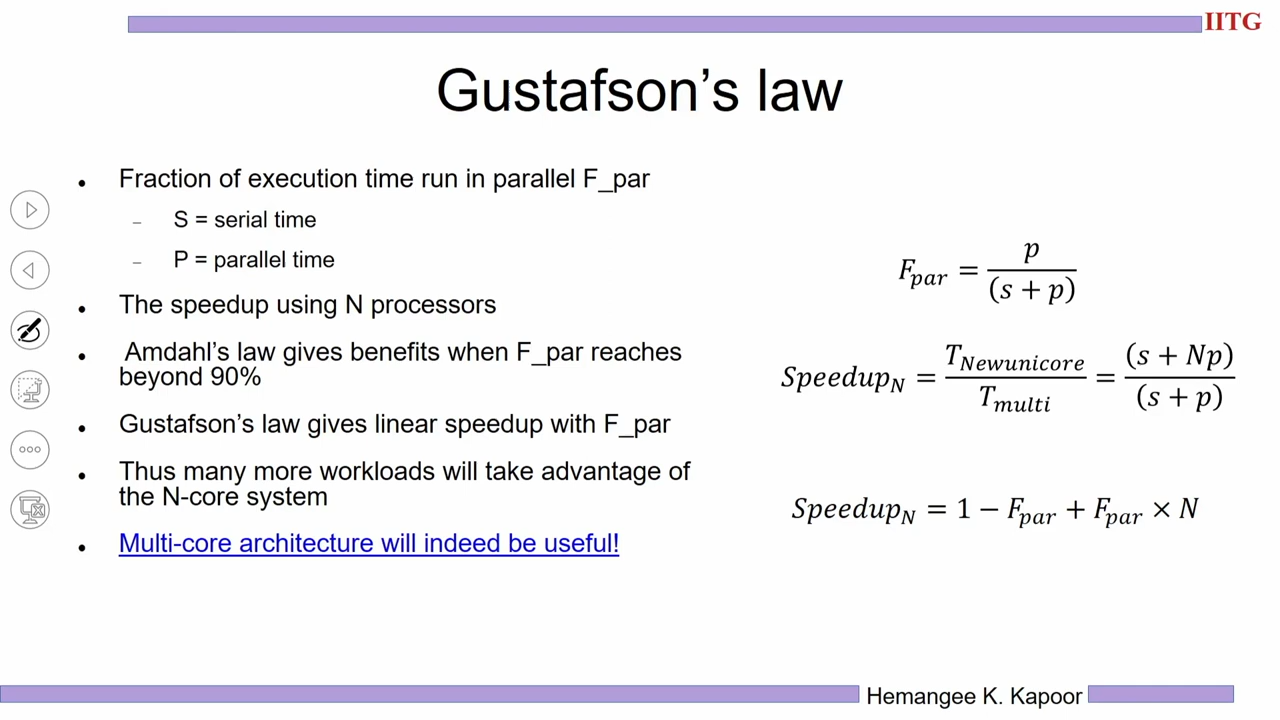 IITG
Gustafson's law
• Fraction of execution time run in parallel F_par
– S = serial time
– P = parallel time
• The speedup using N processors
• Amdahl's law gives benefits when F_par reaches
beyond 90%
• Gustafson's law gives linear speedup with F_par
• Thus many more workloads will take advantage of
the N-core system
• Multi-core architecture will indeed be useful!
F_par = p / (s + p)
Speedup_N = T_Newunicore / T_multi = (s + Np) / (s + p)
Speedup_N = 1 − F_par + F_par × N
Hemangee K. Kapoor